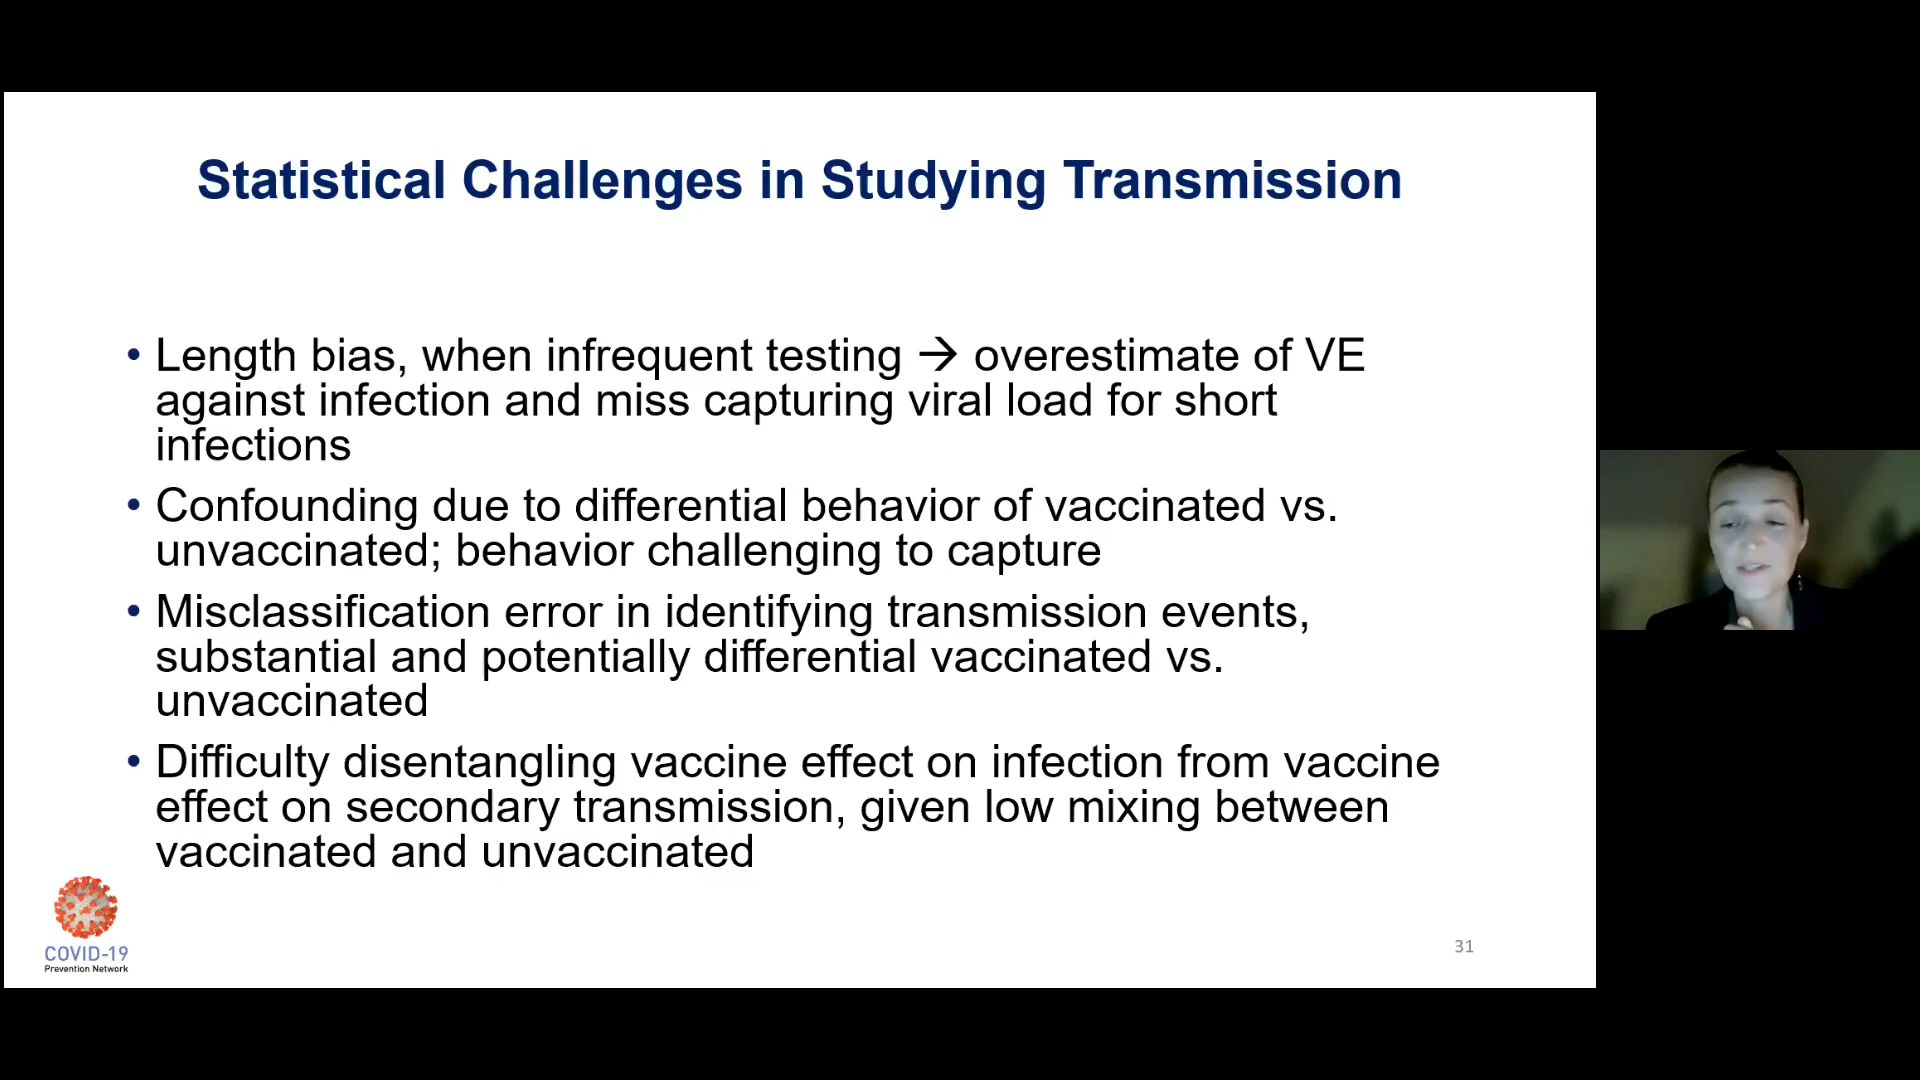 Statistical Challenges in Studying Transmission
• Length bias, when infrequent testing → overestimate of VE
against infection and miss capturing viral load for short
infections
• Confounding due to differential behavior of vaccinated vs.
unvaccinated; behavior challenging to capture
• Misclassification error in identifying transmission events,
substantial and potentially differential vaccinated vs.
unvaccinated
• Difficulty disentangling vaccine effect on infection from vaccine
effect on secondary transmission, given low mixing between
vaccinated and unvaccinated
COVID-19
Prevention Network
31